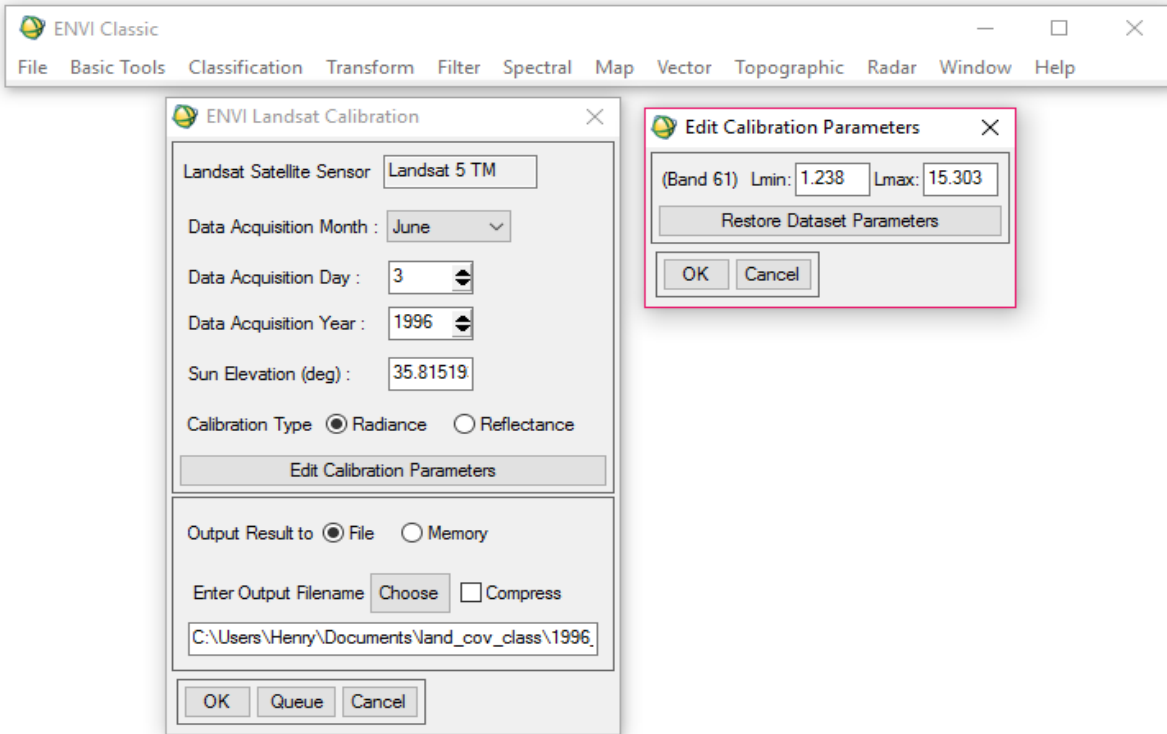 ENVI Classic
File Basic Tools Classification Transform Filter Spectral Map Vector Topographic Radar Window Help
ENVI Landsat Calibration
Landsat Satellite Sensor Landsat 5 TM
Data Acquisition Month : June
Data Acquisition Day : 3
Data Acquisition Year : 1996
Sun Elevation (deg) : 35.81519
Calibration Type Radiance Reflectance
Edit Calibration Parameters
Output Result to File Memory
Enter Output Filename Choose Compress
C:\Users\Henry\Documents\land_cov_class\1996_
OK Queue Cancel
Edit Calibration Parameters
(Band 61) Lmin: 1.238 Lmax: 15.303
Restore Dataset Parameters
OK Cancel